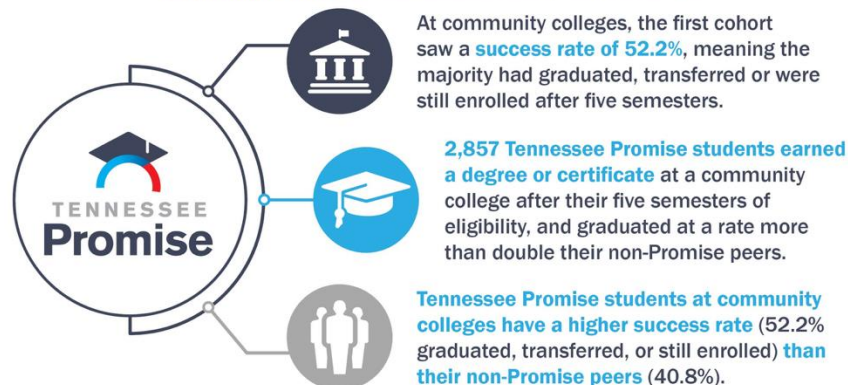 TENNESSEE
Promise
At community colleges, the first cohort
saw a success rate of 52.2%, meaning the
majority had graduated, transferred or were
still enrolled after five semesters.
2,857 Tennessee Promise students earned
a degree or certificate at a community
college after their five semesters of
eligibility, and graduated at a rate more
than double their non-Promise peers.
Tennessee Promise students at community
colleges have a higher success rate (52.2%
graduated, transferred, or still enrolled) than
their non-Promise peers (40.8%).